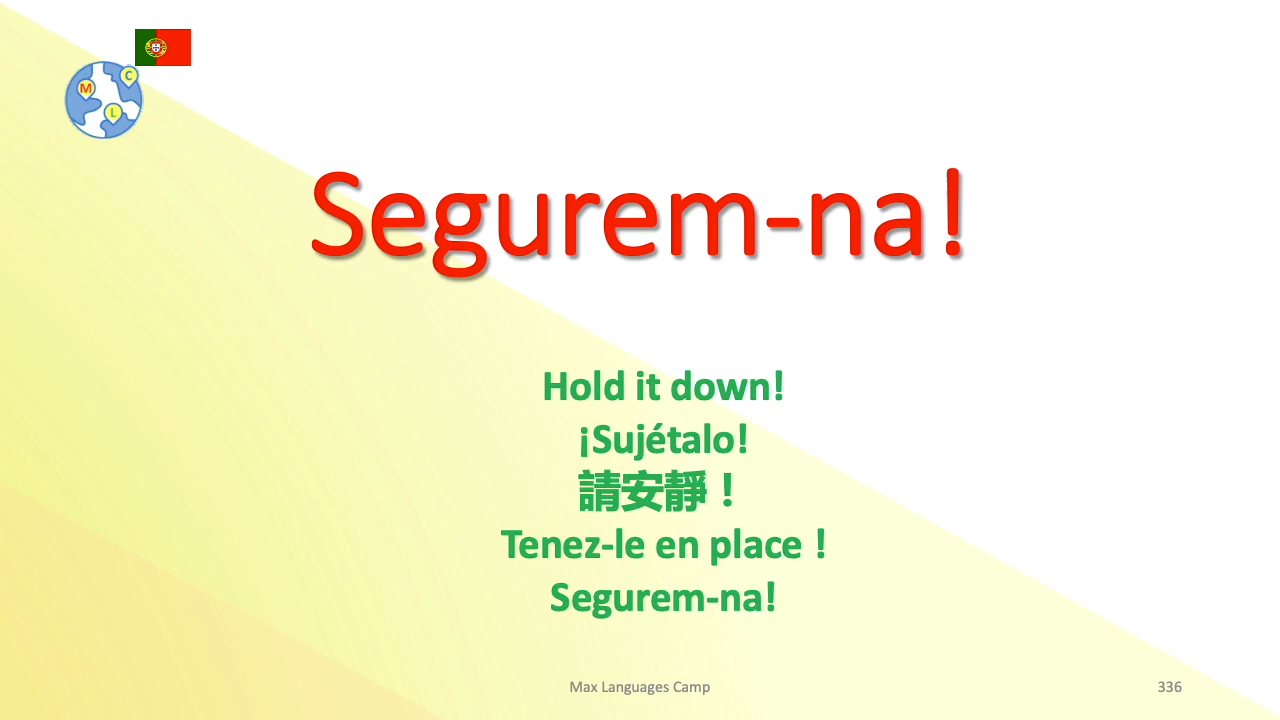 C
M
L
Segurem-na!
Hold it down!
¡Sujétalo!
請安靜！
Tenez-le en place !
Segurem-na!
Max Languages Camp
336